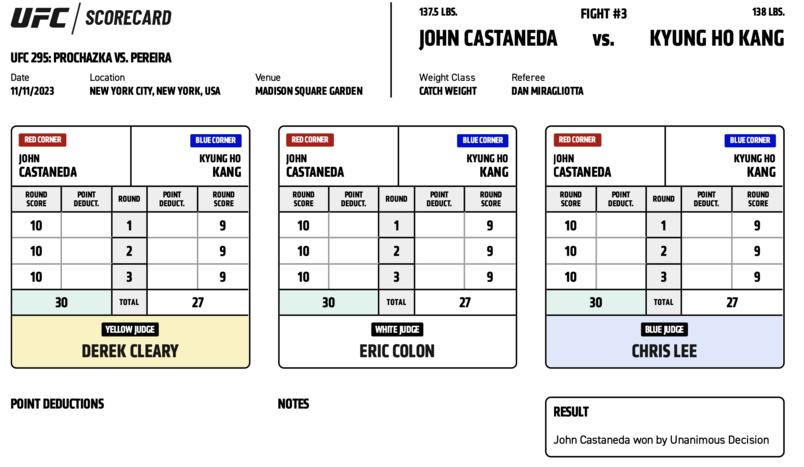 UFC / SCORECARD
UFC 295: PROCHAZKA VS. PEREIRA
Date Location Venue
11/11/2023 NEW YORK CITY, NEW YORK, USA MADISON SQUARE GARDEN
137.5 LBS. FIGHT #3 138 LBS.
JOHN CASTANEDA vs. KYUNG HO KANG
Weight Class Referee
CATCH WEIGHT DAN MIRAGLIOTTA
RED CORNER BLUE CORNER
JOHN KYUNG HO
CASTANEDA KANG
ROUND SCORE POINT DEDUCT. ROUND POINT DEDUCT. ROUND SCORE
10 1 9
10 2 9
10 3 9
30 TOTAL 27
YELLOW JUDGE
DEREK CLEARY
RED CORNER BLUE CORNER
JOHN KYUNG HO
CASTANEDA KANG
ROUND SCORE POINT DEDUCT. ROUND POINT DEDUCT. ROUND SCORE
10 1 9
10 2 9
10 3 9
30 TOTAL 27
WHITE JUDGE
ERIC COLON
RED CORNER BLUE CORNER
JOHN KYUNG HO
CASTANEDA KANG
ROUND SCORE POINT DEDUCT. ROUND POINT DEDUCT. ROUND SCORE
10 1 9
10 2 9
10 3 9
30 TOTAL 27
BLUE JUDGE
CHRIS LEE
POINT DEDUCTIONS
NOTES
RESULT
John Castaneda won by Unanimous Decision